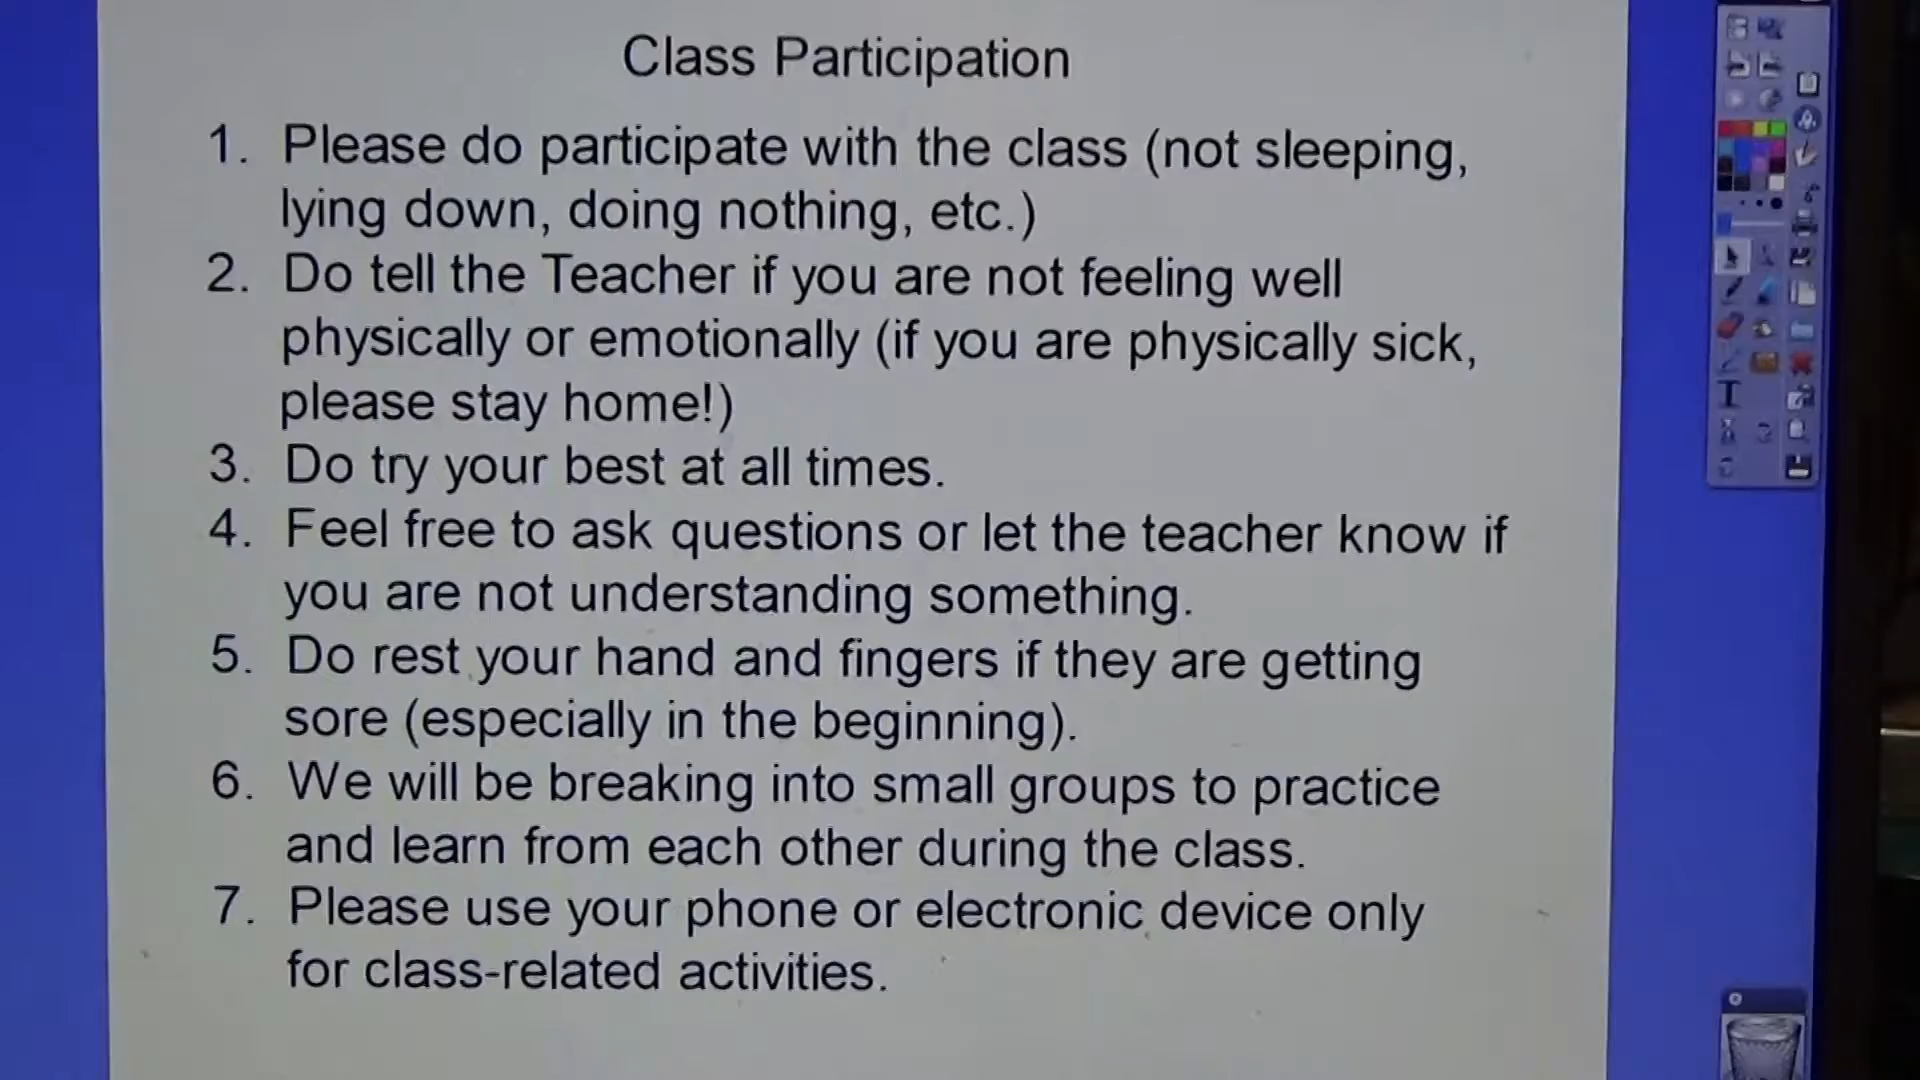 Class Participation
1. Please do participate with the class (not sleeping,
lying down, doing nothing, etc.)
2. Do tell the Teacher if you are not feeling well
physically or emotionally (if you are physically sick,
please stay home!)
3. Do try your best at all times.
4. Feel free to ask questions or let the teacher know if
you are not understanding something.
5. Do rest your hand and fingers if they are getting
sore (especially in the beginning).
6. We will be breaking into small groups to practice
and learn from each other during the class.
7. Please use your phone or electronic device only
for class-related activities.